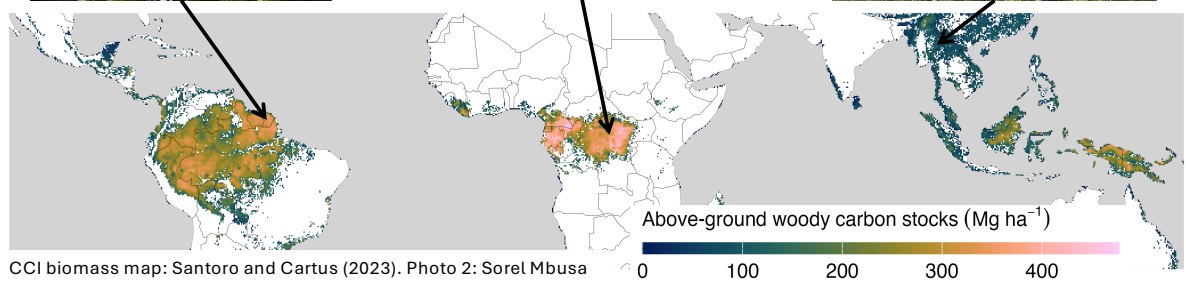 Above-ground woody carbon stocks (Mg ha⁻¹)
0 100 200 300 400
CCI biomass map: Santoro and Cartus (2023). Photo 2: Sorel Mbusa